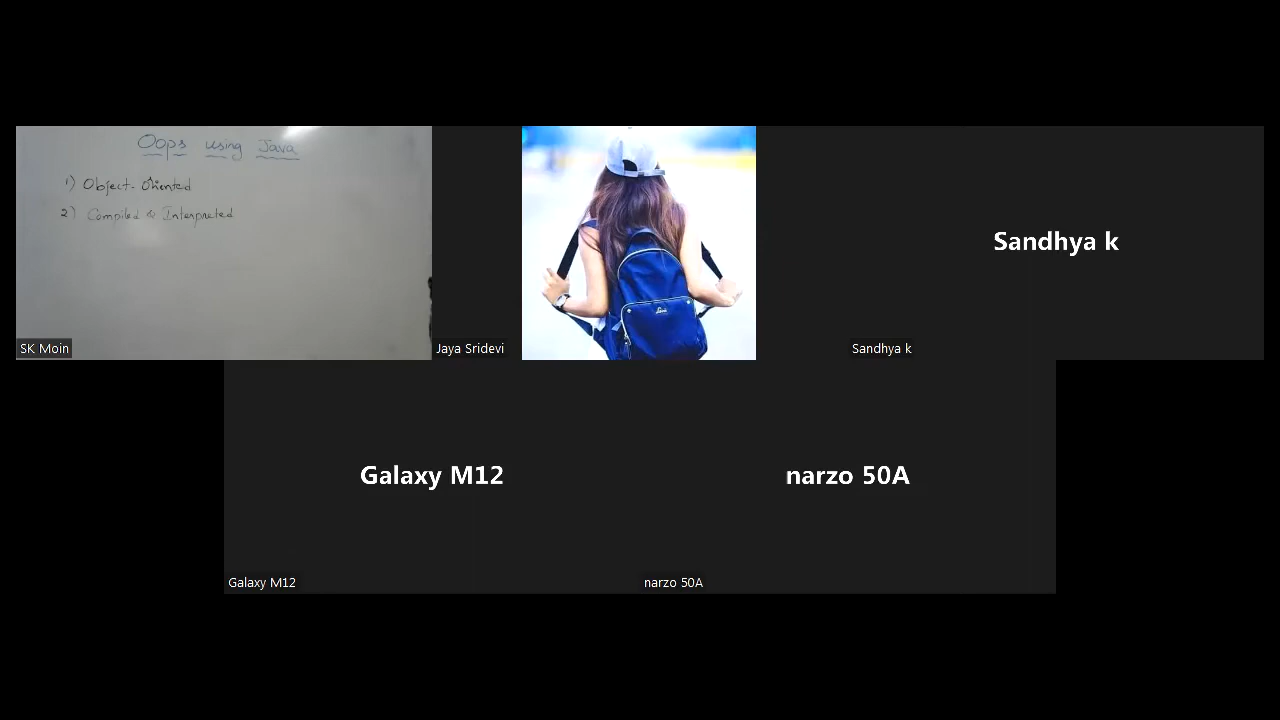 Oops using Java
1) Object-Oriented
2) Compiled & Interpreted
SK Moin
Jaya Sridevi
Sandhya k
Sandhya k
Galaxy M12
narzo 50A
Galaxy M12
narzo 50A